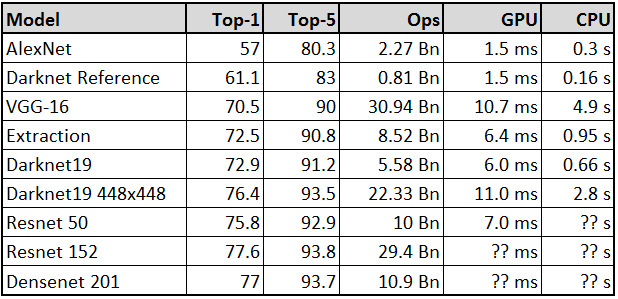 Model Top-1 Top-5 Ops GPU CPU
AlexNet 57 80.3 2.27 Bn 1.5 ms 0.3 s
Darknet Reference 61.1 83 0.81 Bn 1.5 ms 0.16 s
VGG-16 70.5 90 30.94 Bn 10.7 ms 4.9 s
Extraction 72.5 90.8 8.52 Bn 6.4 ms 0.95 s
Darknet19 72.9 91.2 5.58 Bn 6.0 ms 0.66 s
Darknet19 448x448 76.4 93.5 22.33 Bn 11.0 ms 2.8 s
Resnet 50 75.8 92.9 10 Bn 7.0 ms ?? s
Resnet 152 77.6 93.8 29.4 Bn ?? ms ?? s
Densenet 201 77 93.7 10.9 Bn ?? ms ?? s